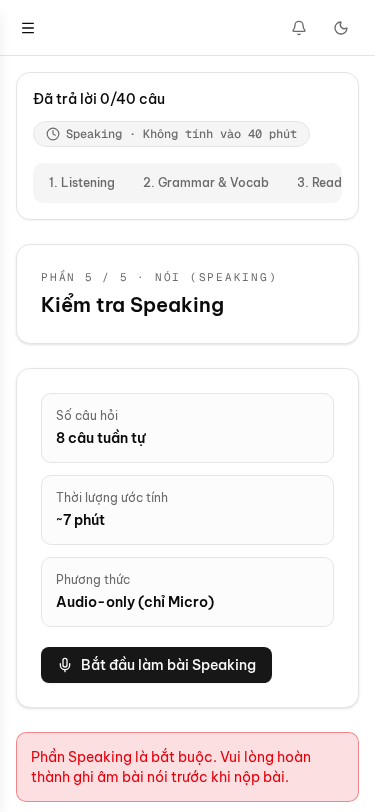 Đã trả lời 0/40 câu
Speaking · Không tính vào 40 phút
1. Listening 2. Grammar & Vocab 3. Read
PHẦN 5 / 5 · NÓI (SPEAKING)
Kiểm tra Speaking
Số câu hỏi
8 câu tuần tự
Thời lượng ước tính
~7 phút
Phương thức
Audio-only (chỉ Micro)
Bắt đầu làm bài Speaking
Phần Speaking là bắt buộc. Vui lòng hoàn
thành ghi âm bài nói trước khi nộp bài.